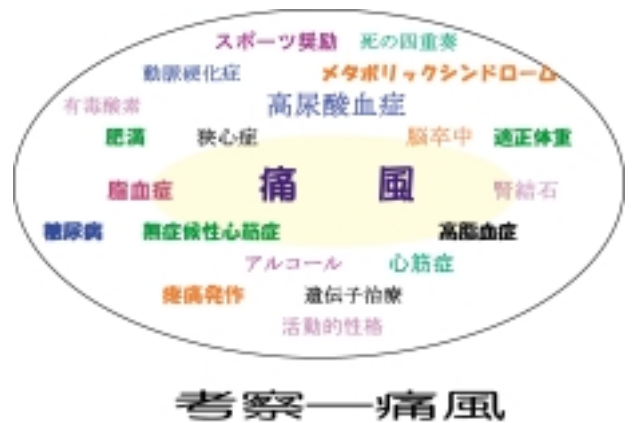 スポーツ奨励 死の四重奏
動脈硬化症 メタボリックシンドローム
有毒酸素 高尿酸血症
肥満 狭心症 脳卒中 適正体重
痛 風
脂血症 腎結石
糖尿病 無症候性心筋症 高脂血症
アルコール 心筋症
疼痛発作 遺伝子治療
活動的性格
考察―痛風